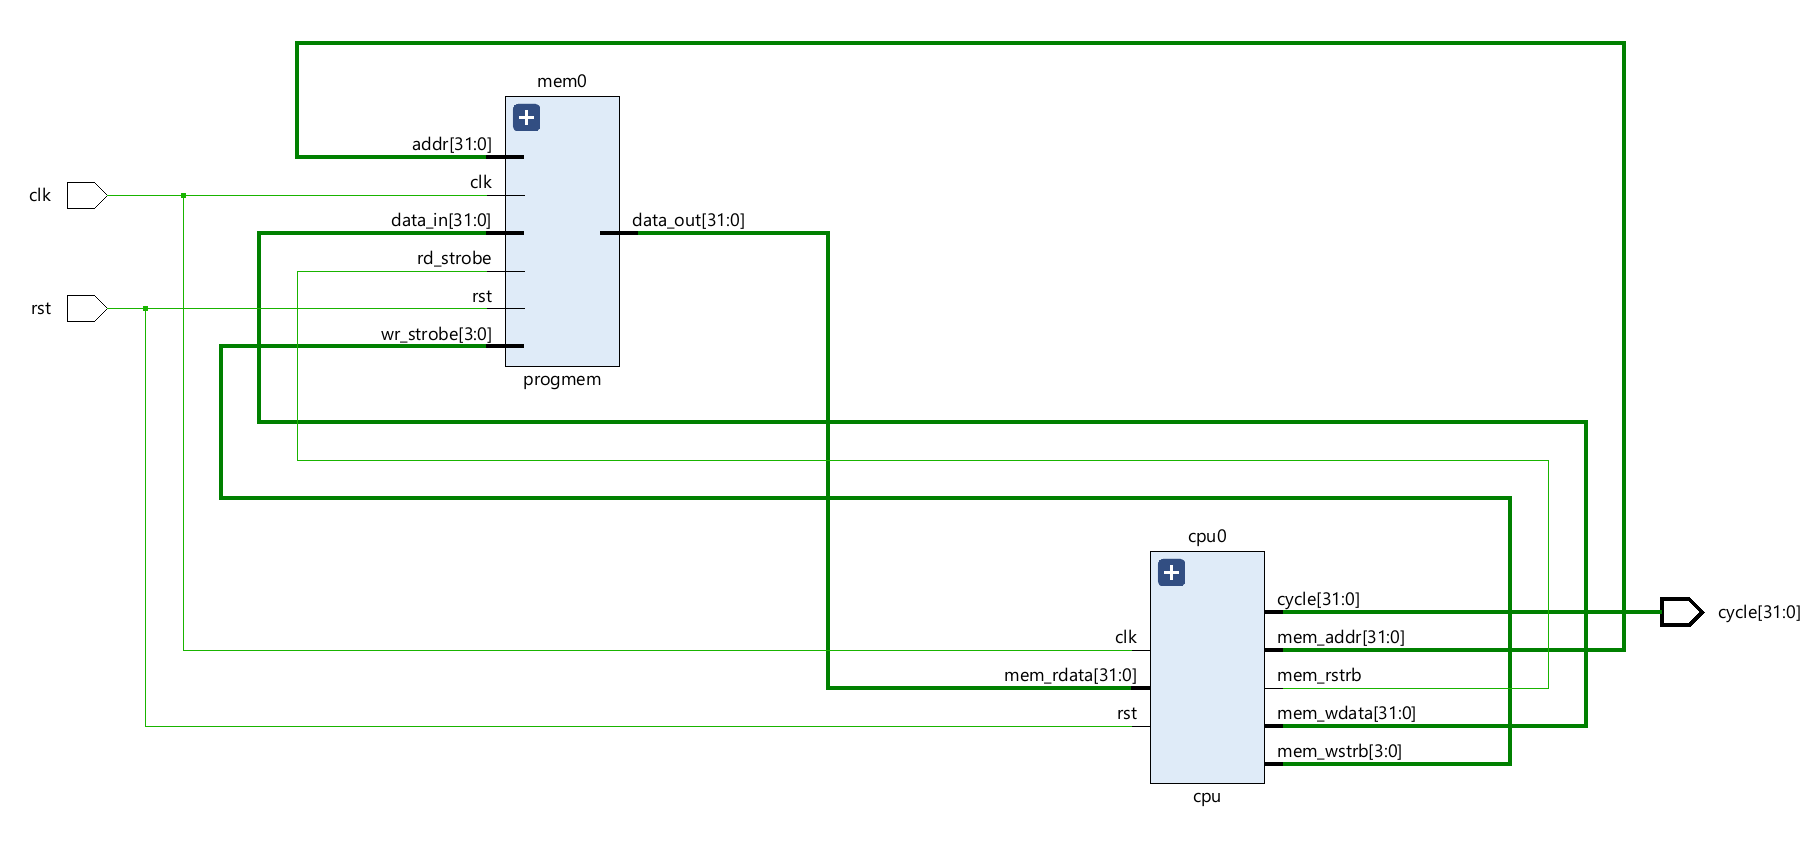 mem0
addr[31:0]
clk
clk
data_in[31:0]
data_out[31:0]
rd_strobe
rst
rst
wr_strobe[3:0]
progmem
cpu0
cycle[31:0]
cycle[31:0]
clk
mem_addr[31:0]
mem_rdata[31:0]
mem_rstrb
rst
mem_wdata[31:0]
mem_wstrb[3:0]
cpu